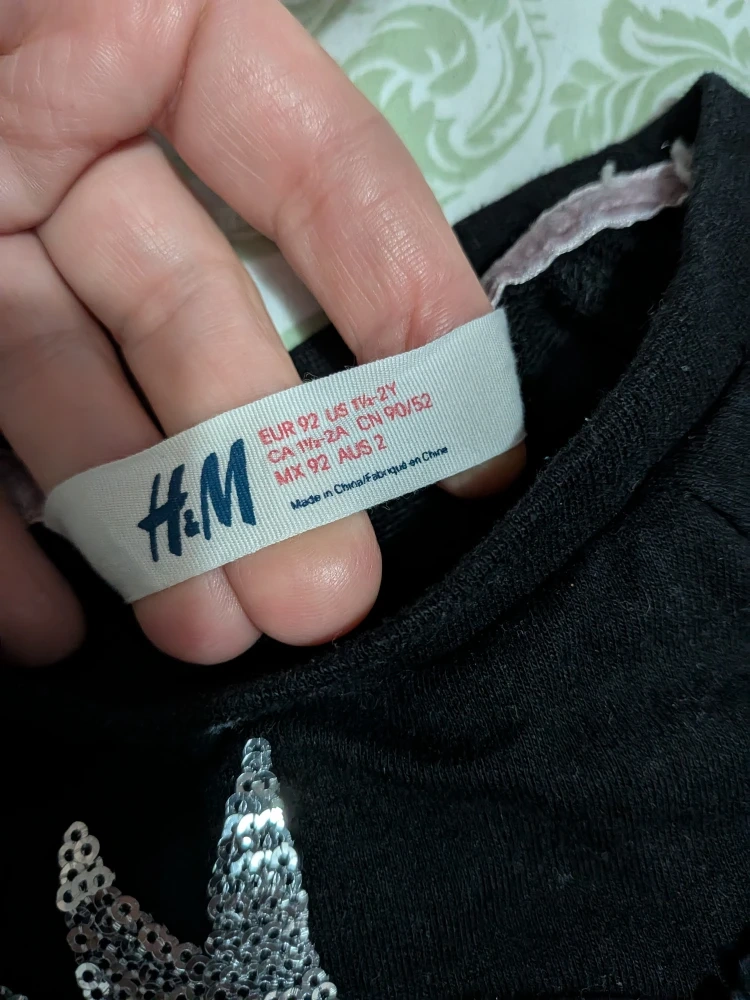 H&M
EUR 92 US 1½-2Y
CA 1½-2A CN 90/52
MX 92 AUS 2
Made in China/Fabriqué en Chine